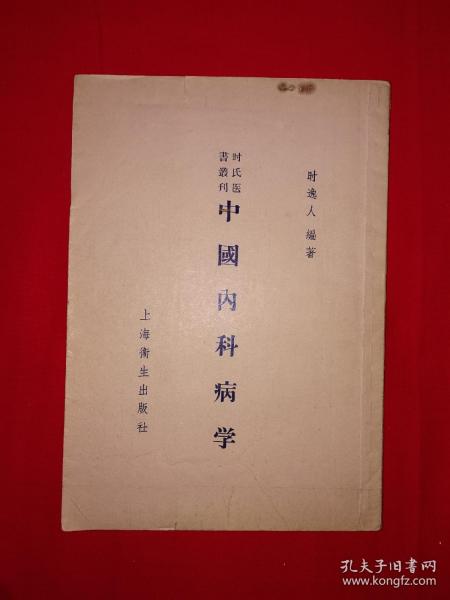 时逸人 編著
时氏医
書叢刊
中國內科病学
上海衛生出版社
孔夫子旧书网
www.kongfz.com